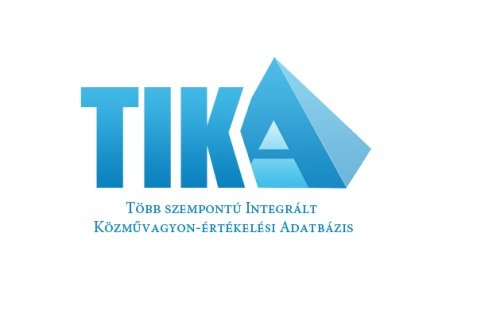 TIKA
Több szempontú Integrált
Közművagyon-értékelési Adatbázis